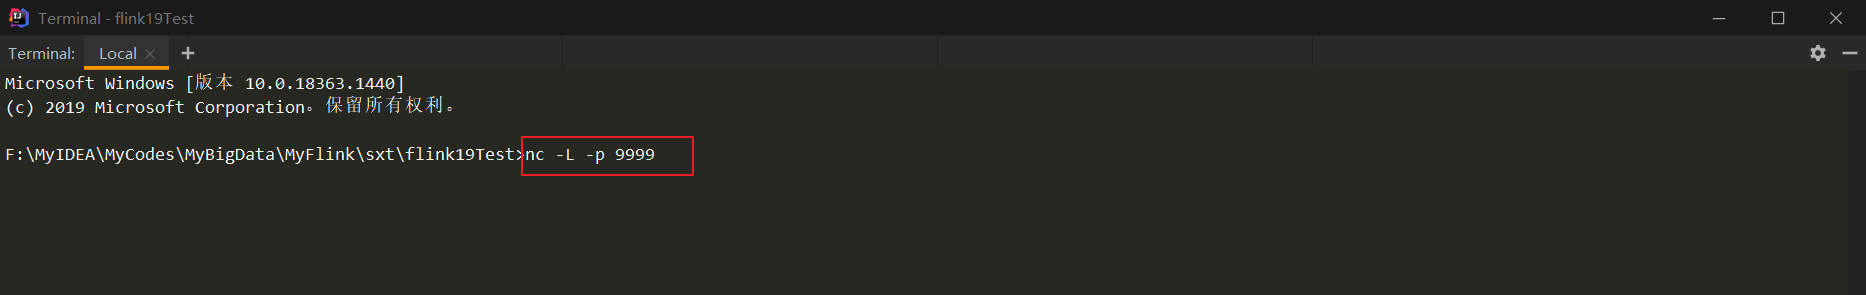 Terminal - flink19Test
Terminal: Local × +
Microsoft Windows [版本 10.0.18363.1440]
(c) 2019 Microsoft Corporation。保留所有权利。
F:\MyIDEA\MyCodes\MyBigData\MyFlink\sxt\flink19Test>nc -L -p 9999